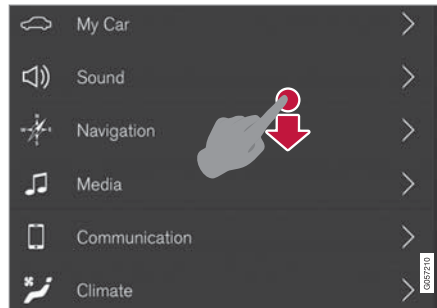 My Car
Sound
Navigation
Media
Communication
Climate
G057210